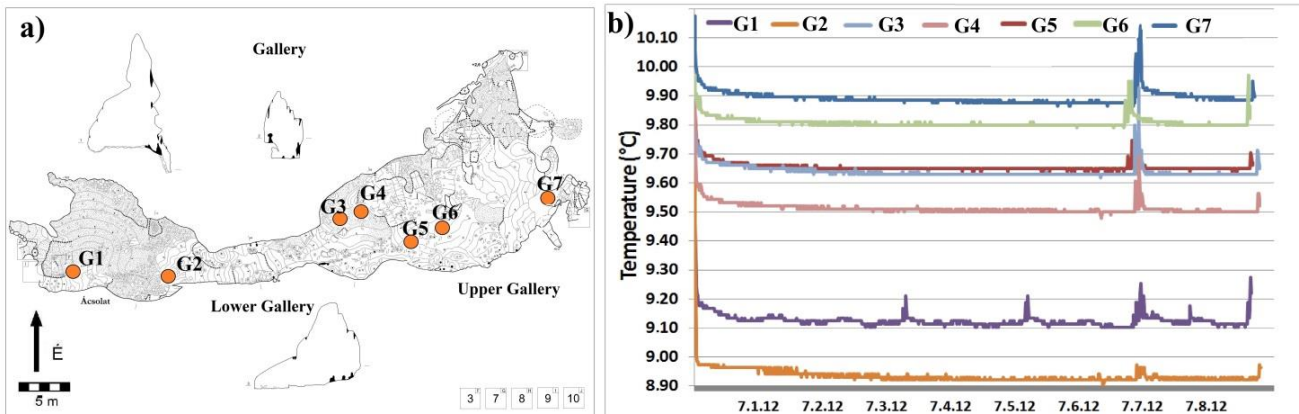 a)
Gallery
G1
G2
G3
G4
G5
G6
G7
Ácsolat
Lower Gallery
Upper Gallery
É
5 m
3
7
8
9
10
b)
G1 G2 G3 G4 G5 G6 G7
Temperature (°C)
10.10
10.00
9.90
9.80
9.70
9.60
9.50
9.30
9.20
9.10
9.00
8.90
7.1.12 7.2.12 7.3.12 7.4.12 7.5.12 7.6.12 7.7.12 7.8.12